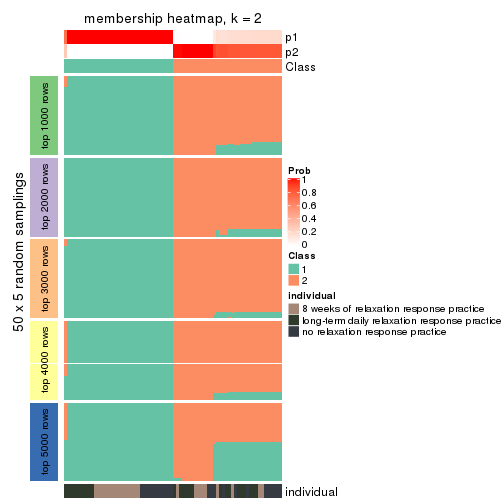 membership heatmap, k = 2
p1
p2
Class
50 x 5 random samplings
top 1000 rows
top 2000 rows
top 3000 rows
top 4000 rows
top 5000 rows
Prob
1
0.8
0.6
0.4
0.2
0
Class
1
2
individual
8 weeks of relaxation response practice
long-term daily relaxation response practice
no relaxation response practice
individual